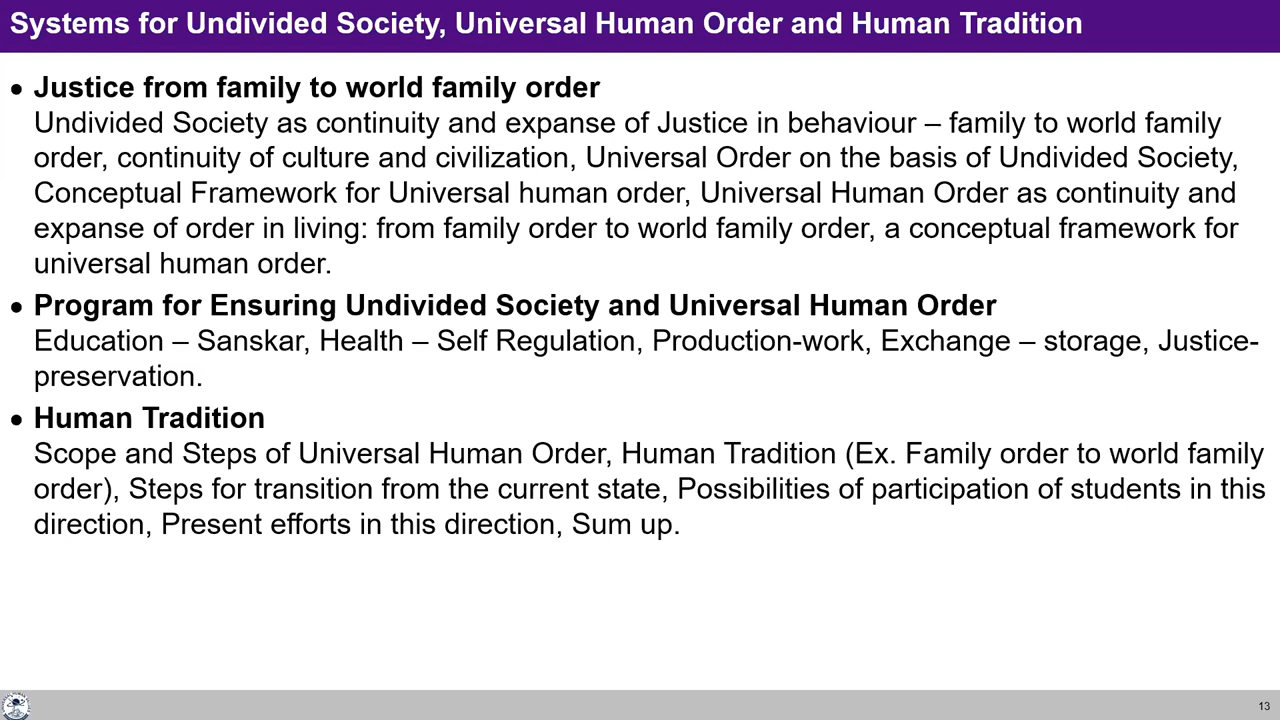 Systems for Undivided Society, Universal Human Order and Human Tradition
• Justice from family to world family order
Undivided Society as continuity and expanse of Justice in behaviour – family to world family
order, continuity of culture and civilization, Universal Order on the basis of Undivided Society,
Conceptual Framework for Universal human order, Universal Human Order as continuity and
expanse of order in living: from family order to world family order, a conceptual framework for
universal human order.
• Program for Ensuring Undivided Society and Universal Human Order
Education – Sanskar, Health – Self Regulation, Production-work, Exchange – storage, Justice-
preservation.
• Human Tradition
Scope and Steps of Universal Human Order, Human Tradition (Ex. Family order to world family
order), Steps for transition from the current state, Possibilities of participation of students in this
direction, Present efforts in this direction, Sum up.
13